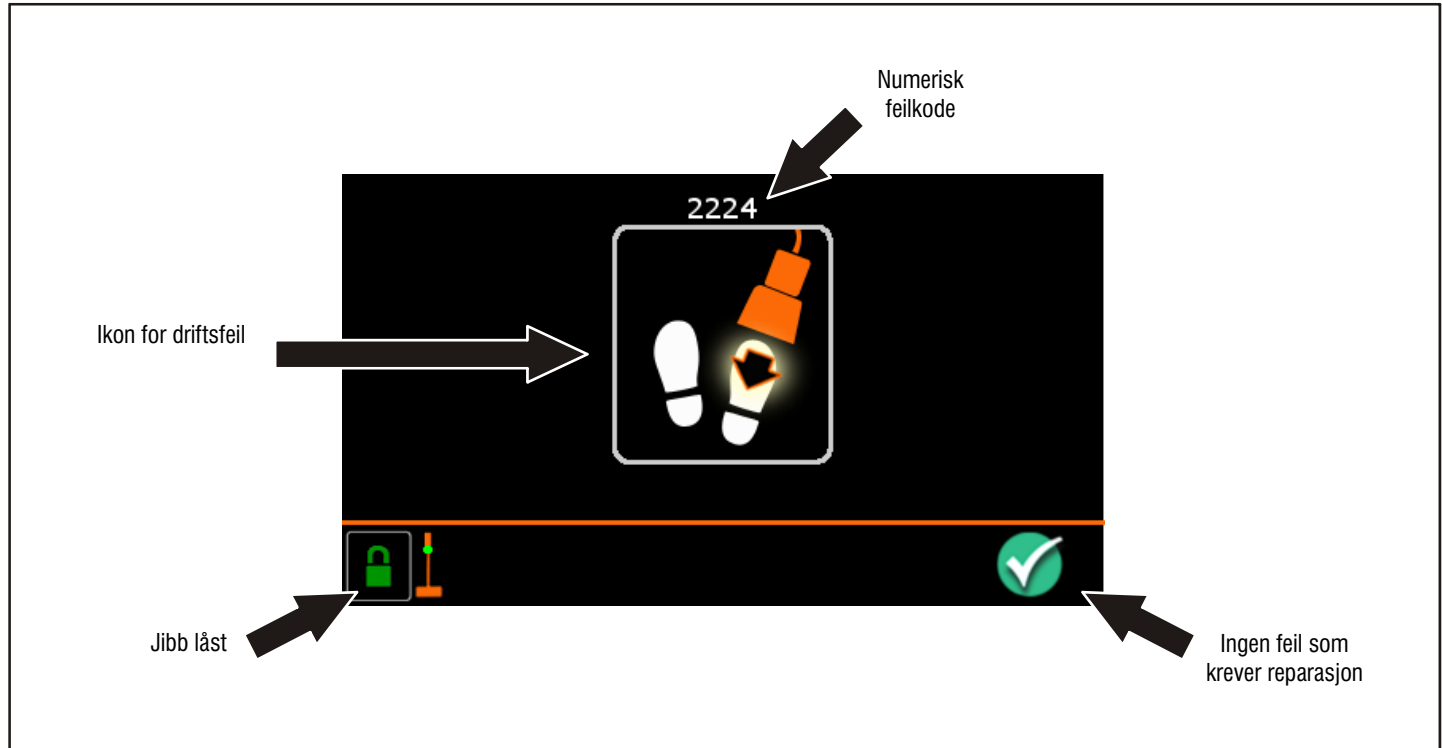 Numerisk
feilkode
2224
Ikon for driftsfeil
Jibb låst
Ingen feil som
krever reparasjon